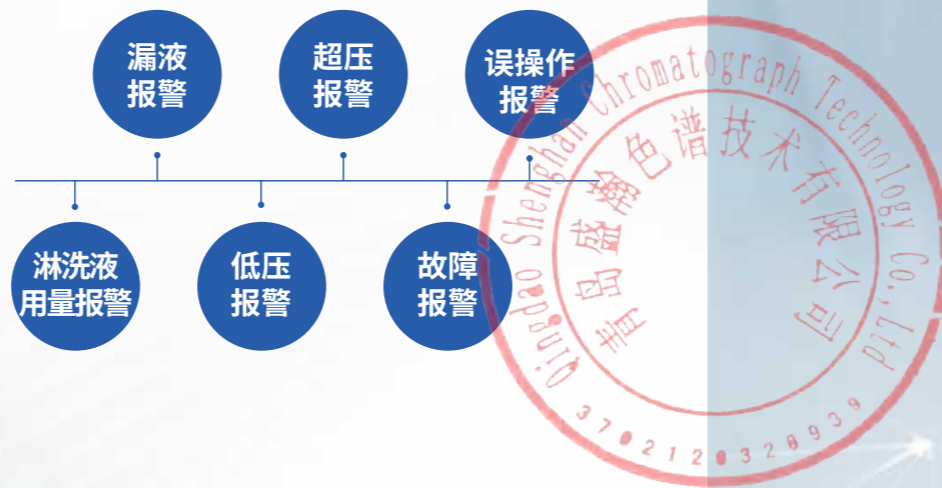 漏液
报警
超压
报警
误操作
报警
淋洗液
用量报警
低压
报警
故障
报警
Qingdao Shenghan Chromatograph Technology Co., Ltd
青岛盛瀚色谱技术有限公司
3702120320939